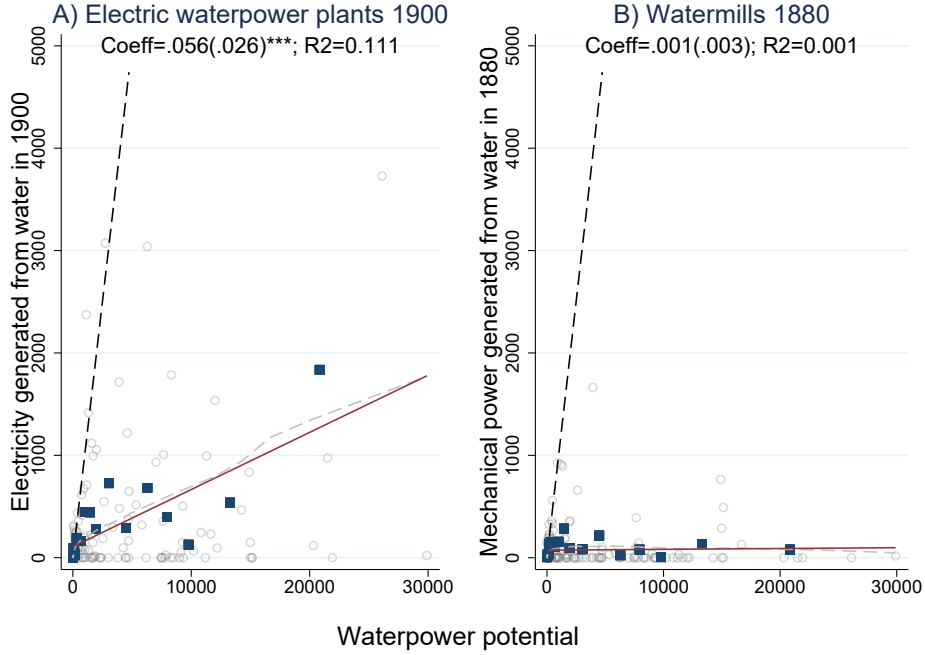 A) Electric waterpower plants 1900
Coeff=.056(.026)***; R2=0.111
Electricity generated from water in 1900
5000
4000
3000
2000
1000
0
0
10000
20000
30000
B) Watermills 1880
Coeff=.001(.003); R2=0.001
Mechanical power generated from water in 1880
5000
4000
3000
2000
1000
0
0
10000
20000
30000
Waterpower potential